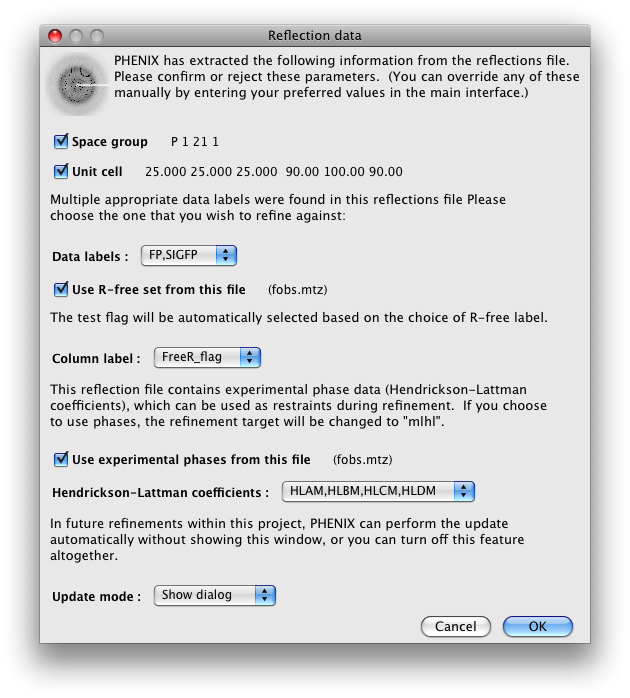 Reflection data
PHENIX has extracted the following information from the reflections file.
Please confirm or reject these parameters.  (You can override any of these
manually by entering your preferred values in the main interface.)
Space group    P 1 21 1
Unit cell    25.000 25.000 25.000  90.00 100.00 90.00
Multiple appropriate data labels were found in this reflections file Please
choose the one that you wish to refine against:
Data labels : FP,SIGFP
Use R-free set from this file    (fobs.mtz)
The test flag will be automatically selected based on the choice of R-free label.
Column label : FreeR_flag
This reflection file contains experimental phase data (Hendrickson-Lattman
coefficients), which can be used as restraints during refinement.  If you choose
to use phases, the refinement target will be changed to "mlhl".
Use experimental phases from this file    (fobs.mtz)
Hendrickson-Lattman coefficients : HLAM,HLBM,HLCM,HLDM
In future refinements within this project, PHENIX can perform the update
automatically without showing this window, or you can turn off this feature
altogether.
Update mode : Show dialog
Cancel OK